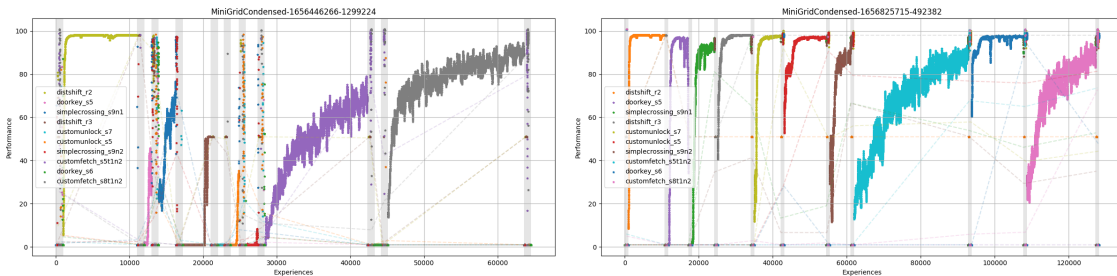 MiniGridCondensed-1656446266-1299224
100
80
60
40
20
0
Performance
distshift_r2
doorkey_s5
simplecrossing_s9n1
distshift_r3
customunlock_s7
customunlock_s5
simplecrossing_s9n2
customfetch_s5t1n2
doorkey_s6
customfetch_s8t1n2
0
10000
20000
30000
40000
50000
60000
Experiences
MiniGridCondensed-1656825715-492382
100
80
60
40
20
0
Performance
distshift_r2
doorkey_s5
simplecrossing_s9n1
distshift_r3
customunlock_s7
customunlock_s5
simplecrossing_s9n2
customfetch_s5t1n2
doorkey_s6
customfetch_s8t1n2
0
20000
40000
60000
80000
100000
120000
Experiences